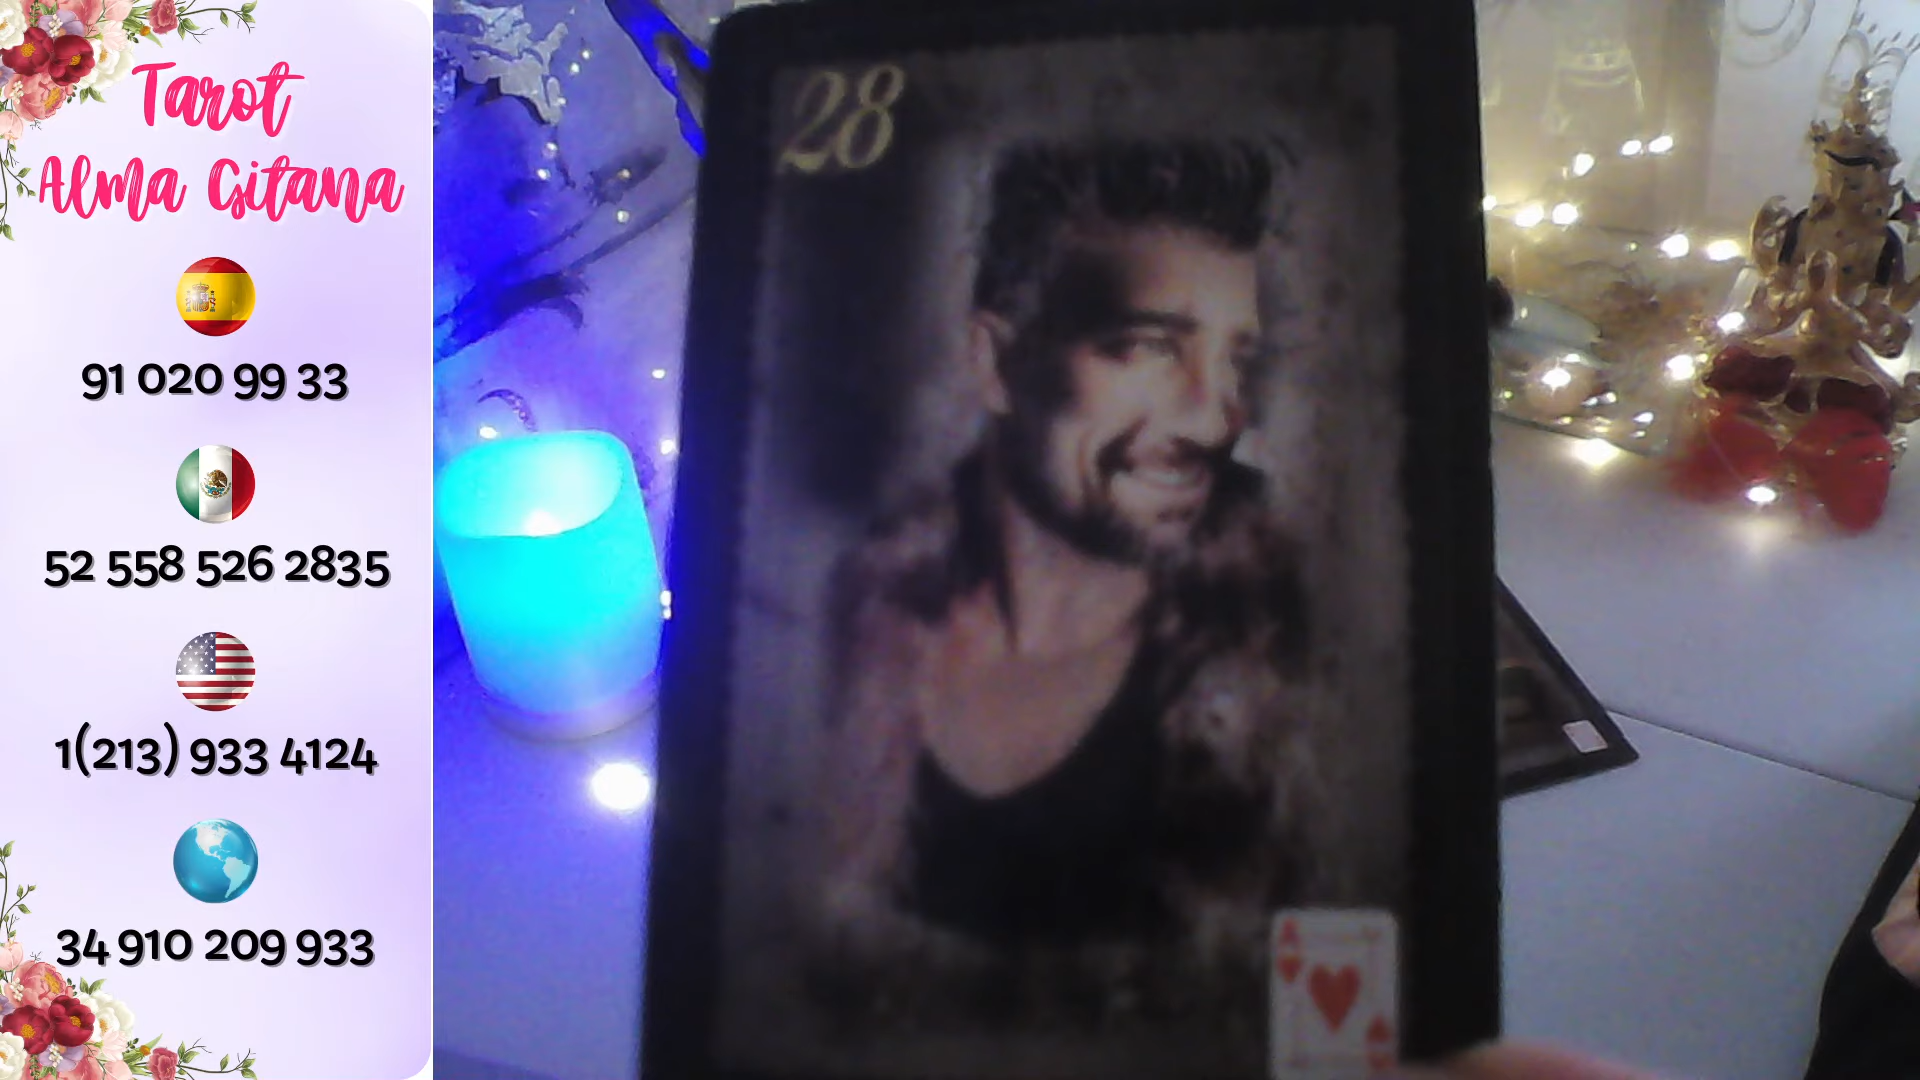 Tarot
Alma Gitana
91 020 99 33
52 558 526 2835
1(213) 933 4124
34 910 209 933
28
A